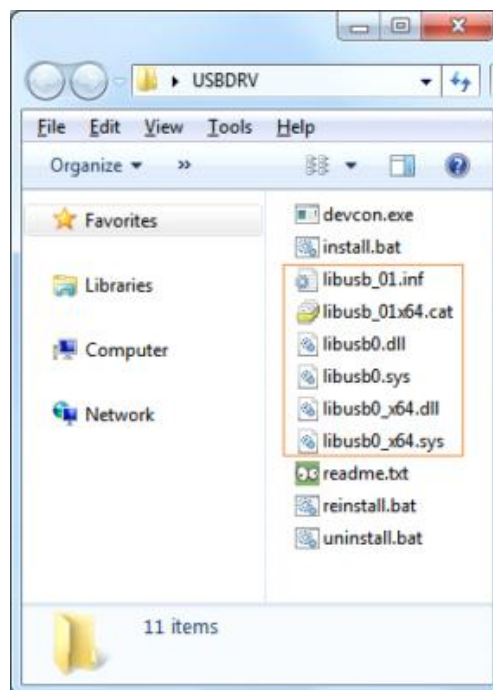 USBDRV
File Edit View Tools Help
Organize »
Favorites
Libraries
Computer
Network
devcon.exe
install.bat
libusb_01.inf
libusb_01x64.cat
libusb0.dll
libusb0.sys
libusb0_x64.dll
libusb0_x64.sys
readme.txt
reinstall.bat
uninstall.bat
11 items